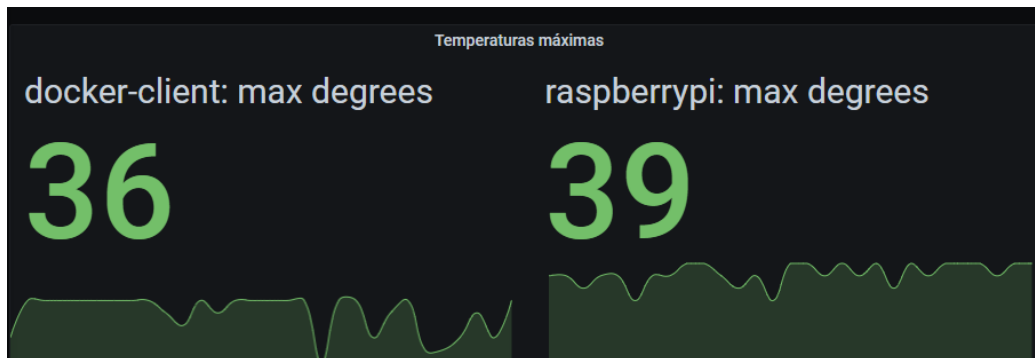 Temperaturas máximas
docker-client: max degrees
36
raspberrypi: max degrees
39